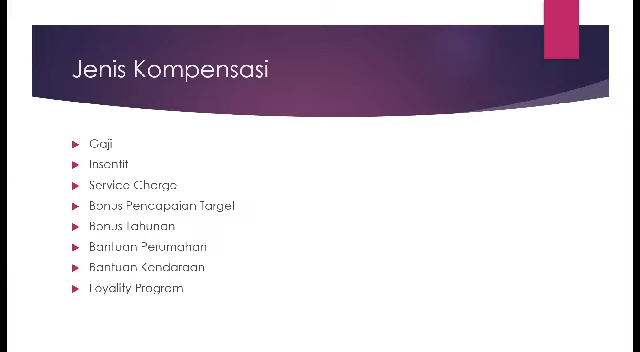 Jenis Kompensasi
Gaji
Insentif
Service Charge
Bonus Pencapaian Target
Bonus Tahunan
Bantuan Perumahan
Bantuan Kendaraan
Loyality Program